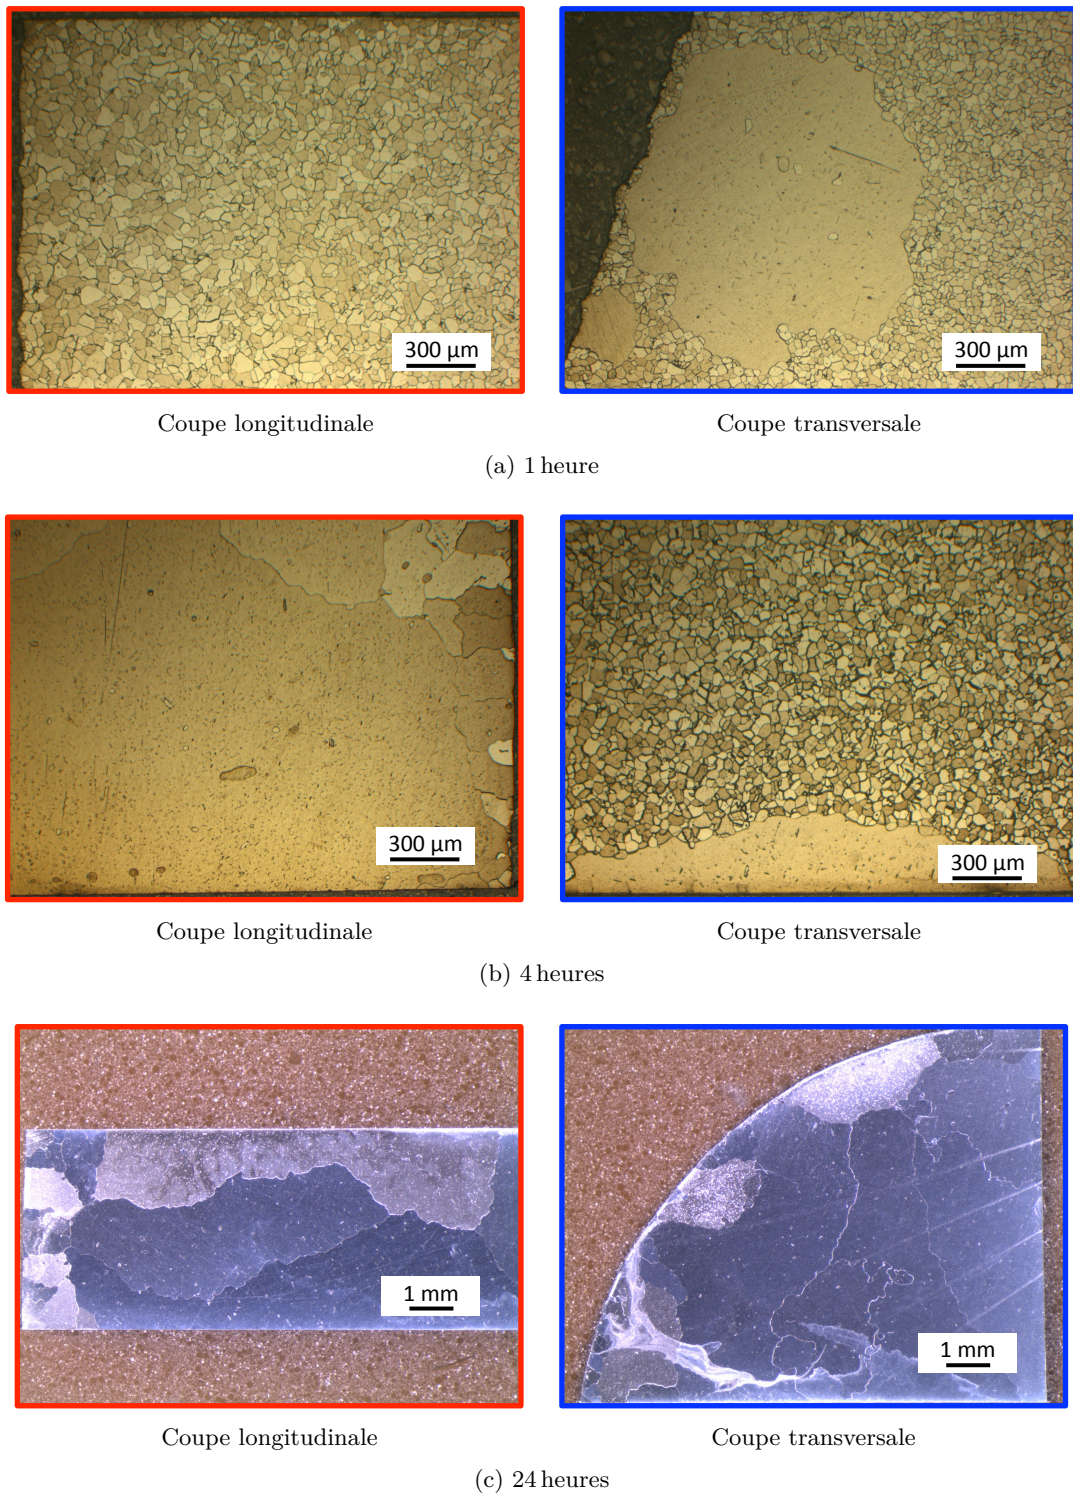 300 µm
300 µm
Coupe longitudinale
Coupe transversale
(a) 1 heure
300 µm
300 µm
Coupe longitudinale
Coupe transversale
(b) 4 heures
1 mm
1 mm
Coupe longitudinale
Coupe transversale
(c) 24 heures